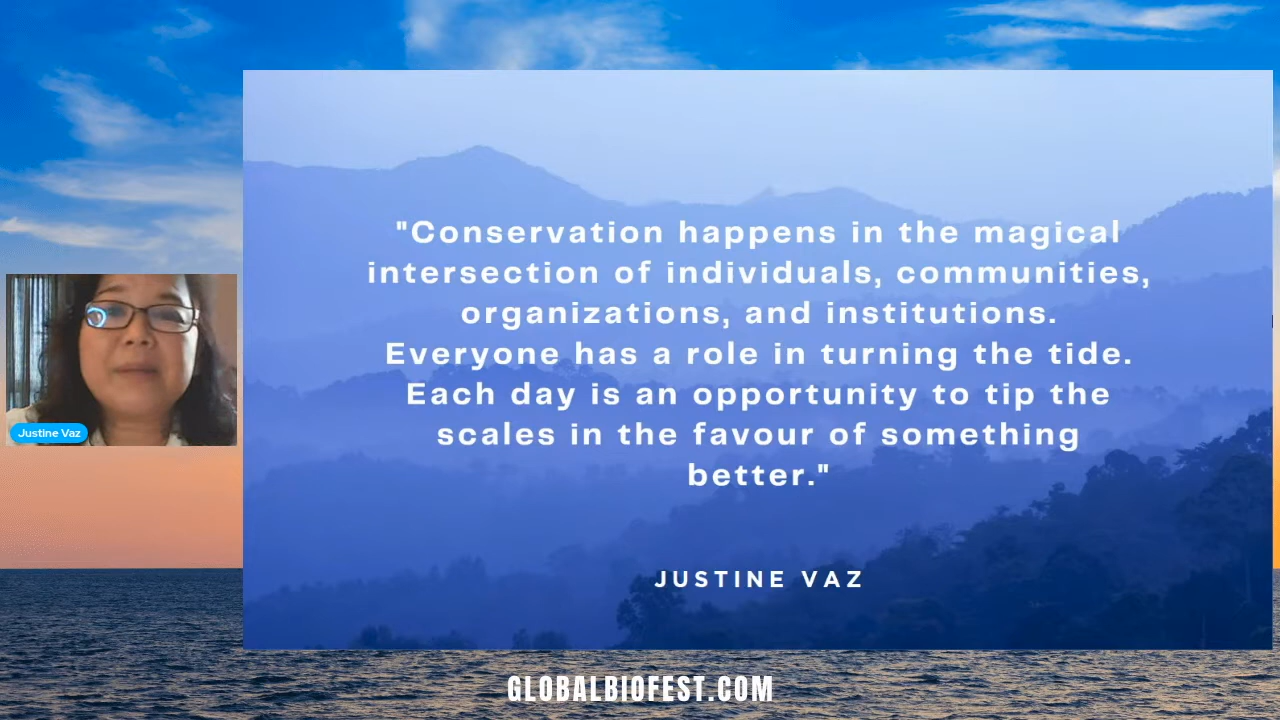 "Conservation happens in the magical
intersection of individuals, communities,
organizations, and institutions.
Everyone has a role in turning the tide.
Each day is an opportunity to tip the
scales in the favour of something
better."
JUSTINE VAZ
Justine Vaz
GLOBALBIOFEST.COM